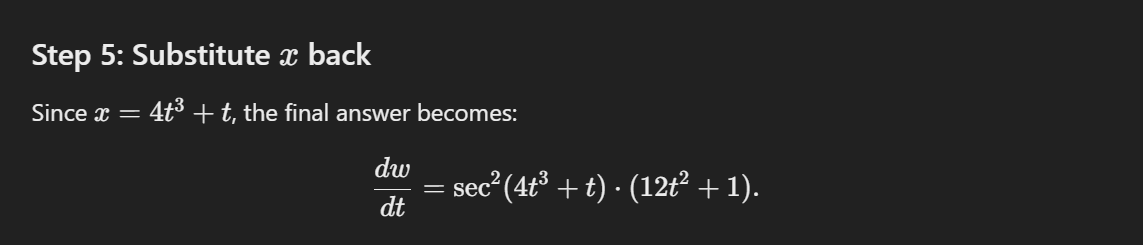 Step 5: Substitute x back
Since x = 4t³ + t, the final answer becomes:
dw/dt = sec²(4t³ + t) · (12t² + 1).